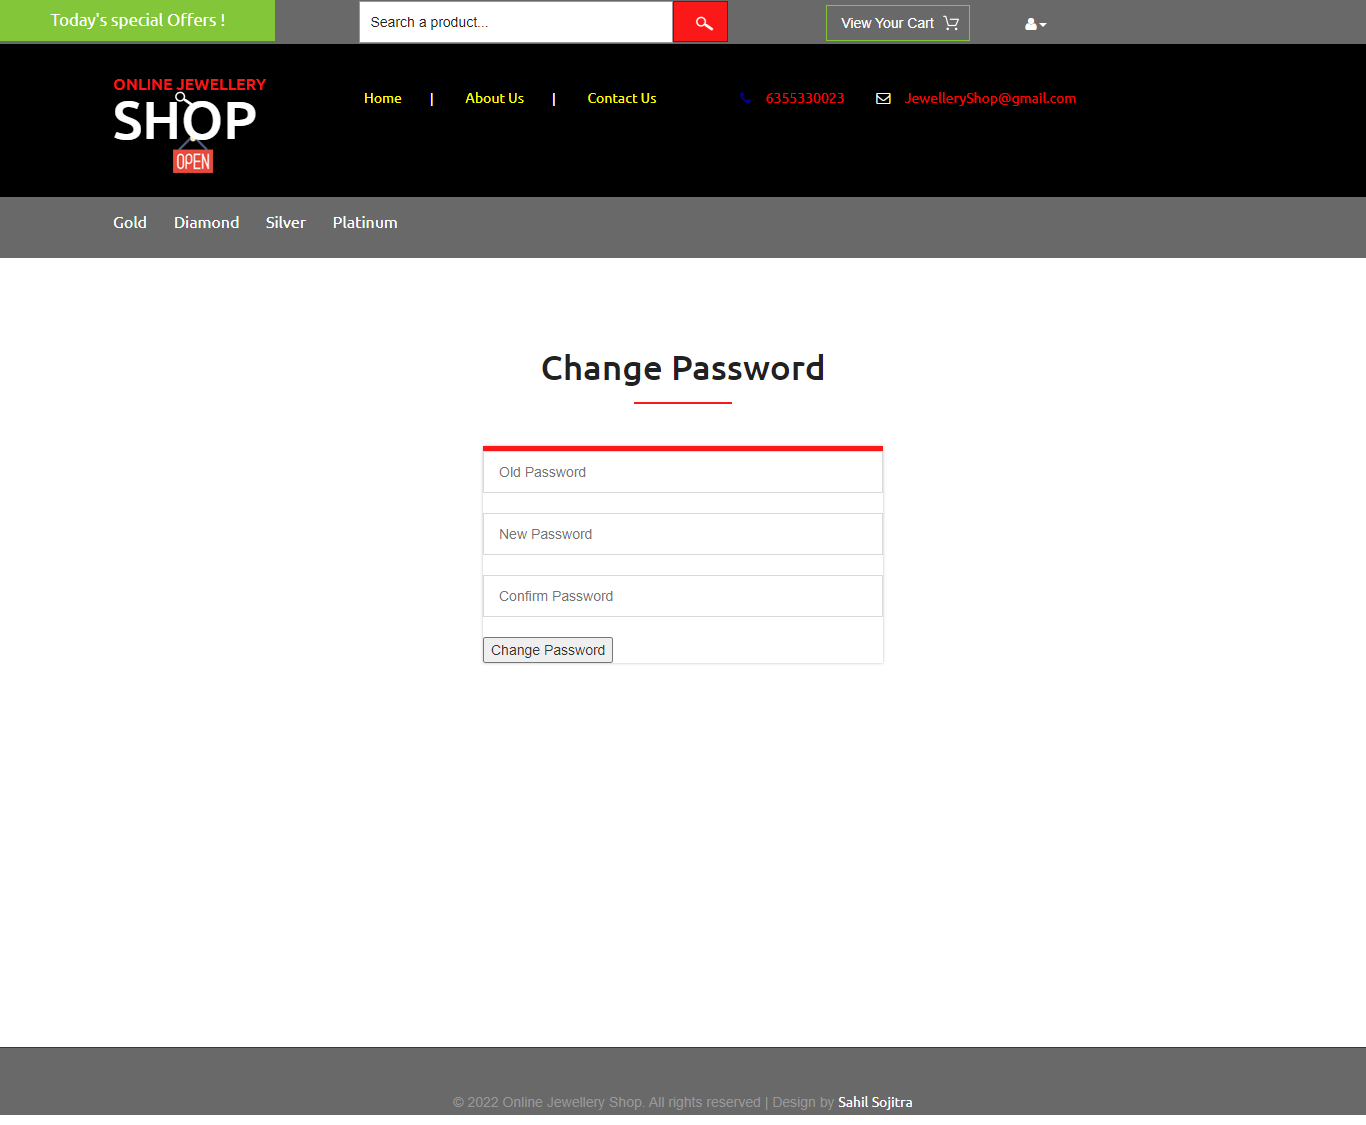 Today's special Offers !
Search a product...
View Your Cart
ONLINE JEWELLERY
SHOP
OPEN
Home | About Us | Contact Us
6355330023
JewelleryShop@gmail.com
Gold Diamond Silver Platinum
Change Password
Old Password
New Password
Confirm Password
Change Password
© 2022 Online Jewellery Shop. All rights reserved | Design by Sahil Sojitra